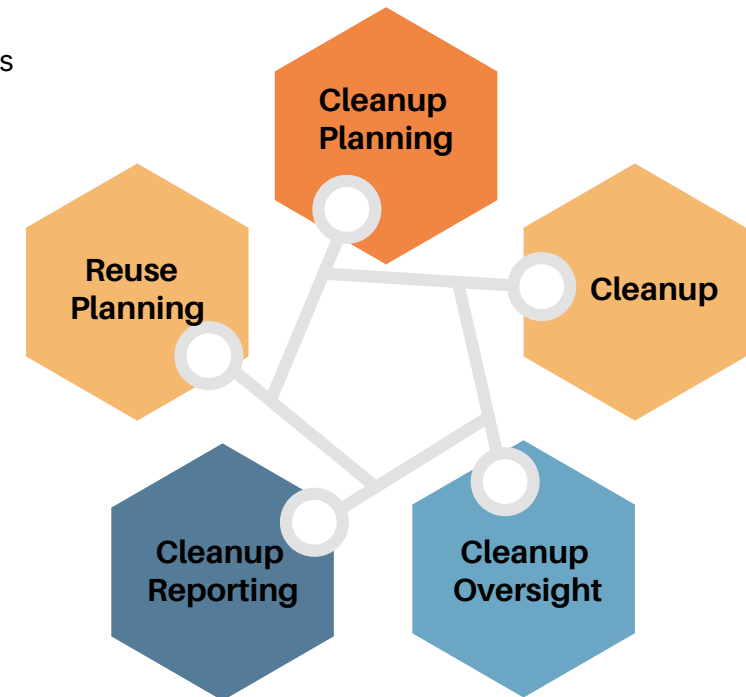 s
Cleanup
Planning
Reuse
Planning
Cleanup
Cleanup
Reporting
Cleanup
Oversight